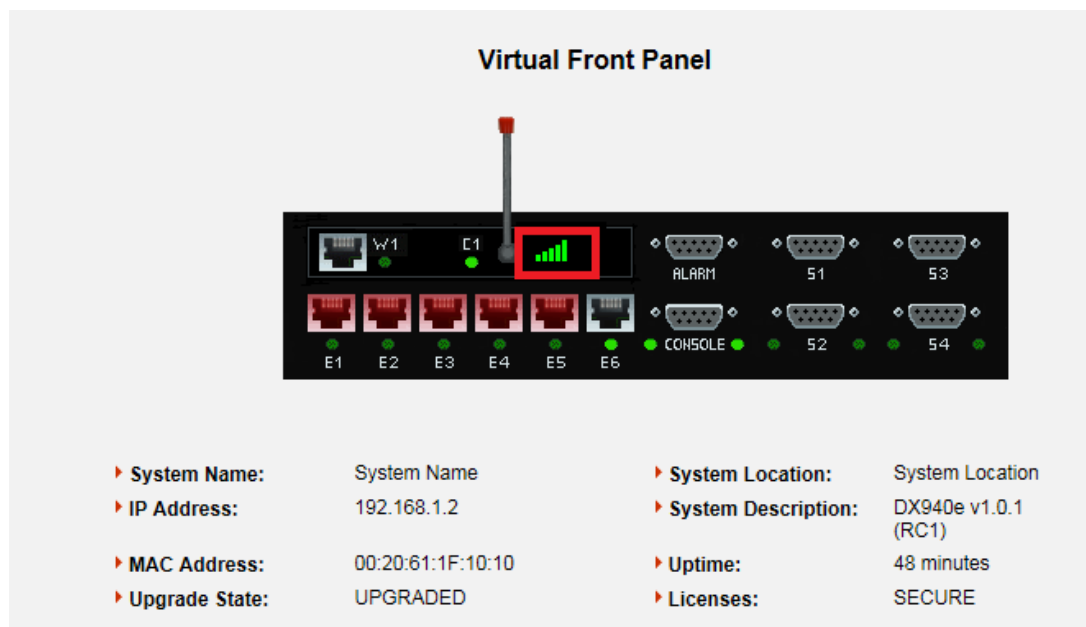 Virtual Front Panel
W1 C1
ALARM S1 S3
CONSOLE S2 S4
E1 E2 E3 E4 E5 E6
System Name: System Name System Location: System Location
IP Address: 192.168.1.2 System Description: DX940e v1.0.1
(RC1)
MAC Address: 00:20:61:1F:10:10 Uptime: 48 minutes
Upgrade State: UPGRADED Licenses: SECURE